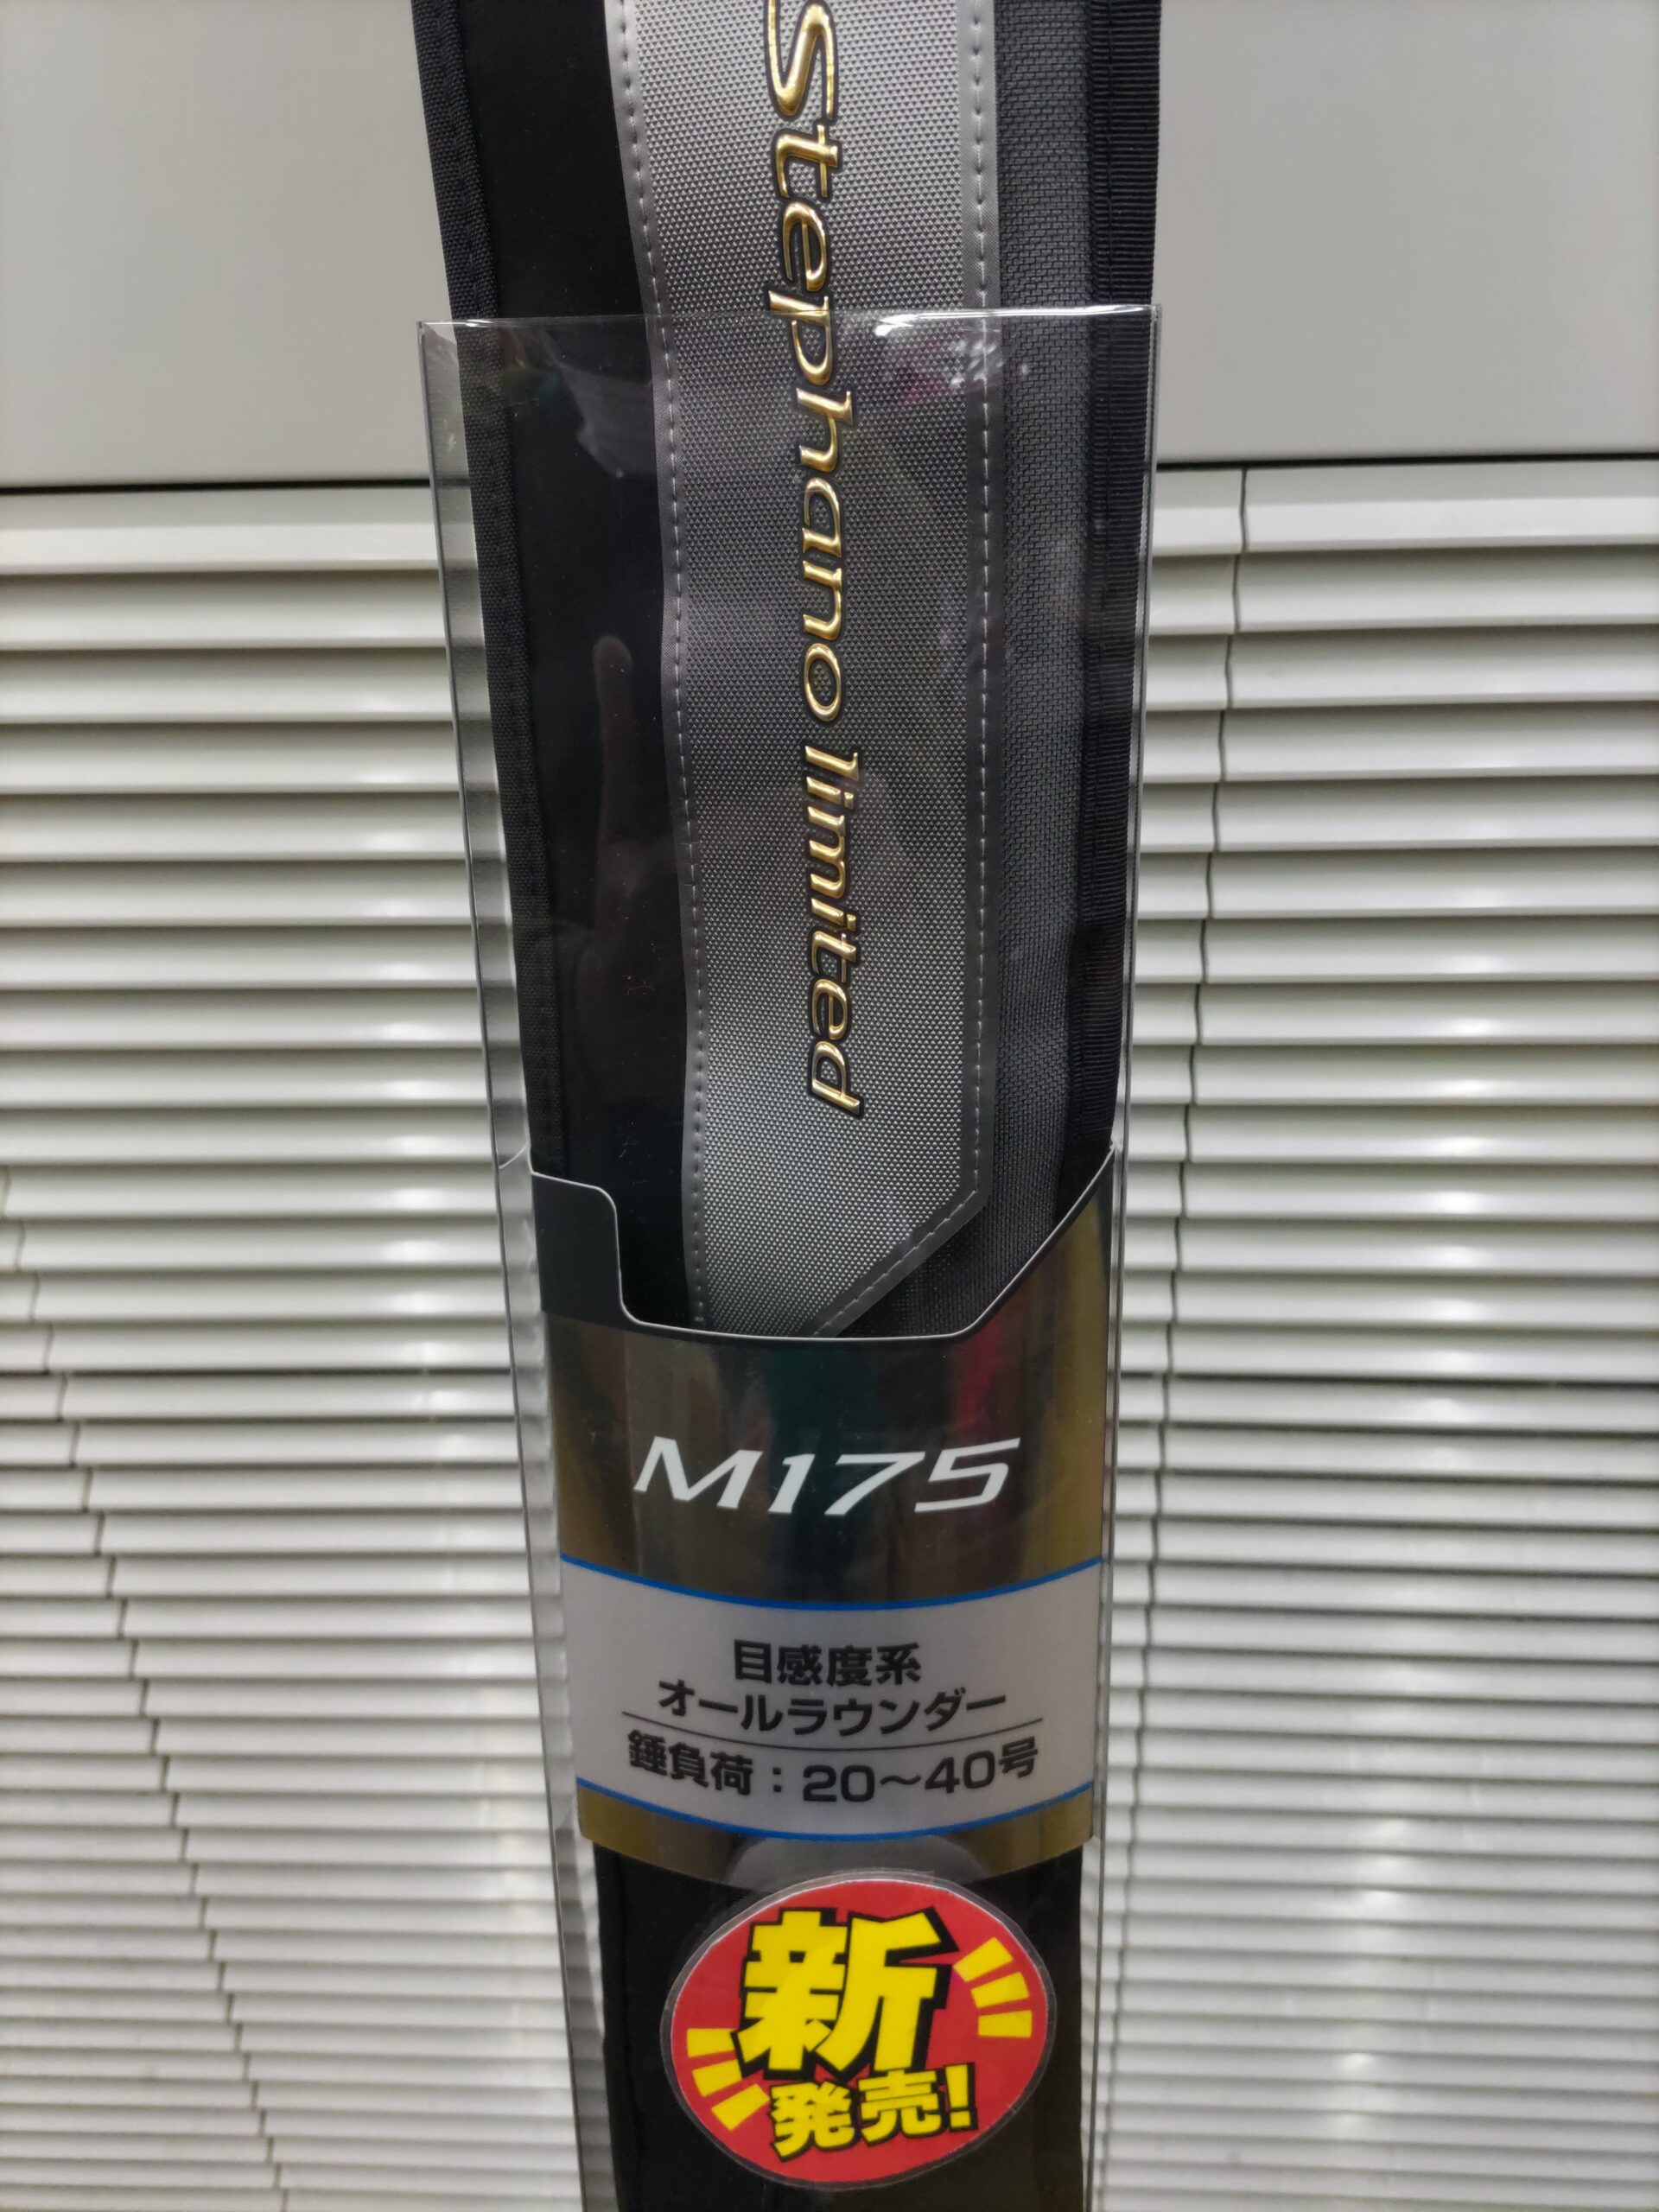 Stephano limited
M175
目感度系
オールラウンダー
錘負荷：20～40号
新
発売!